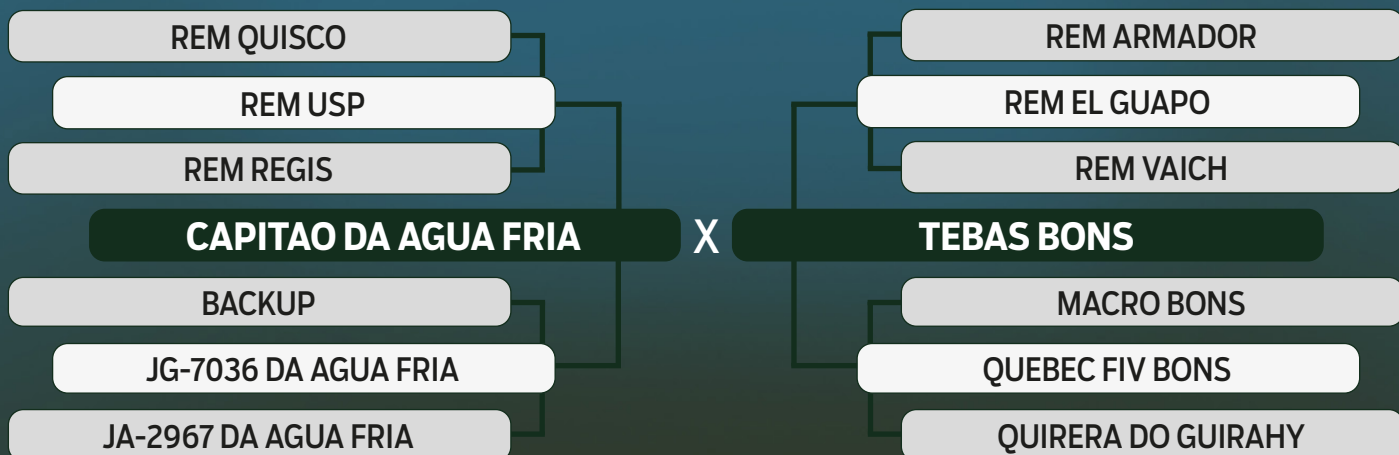 REM QUISCO
REM USP
REM REGIS
CAPITAO DA AGUA FRIA
BACKUP
JG-7036 DA AGUA FRIA
JA-2967 DA AGUA FRIA
X
REM ARMADOR
REM EL GUAPO
REM VAICH
TEBAS BONS
MACRO BONS
QUEBEC FIV BONS
QUIRERA DO GUIRAHY